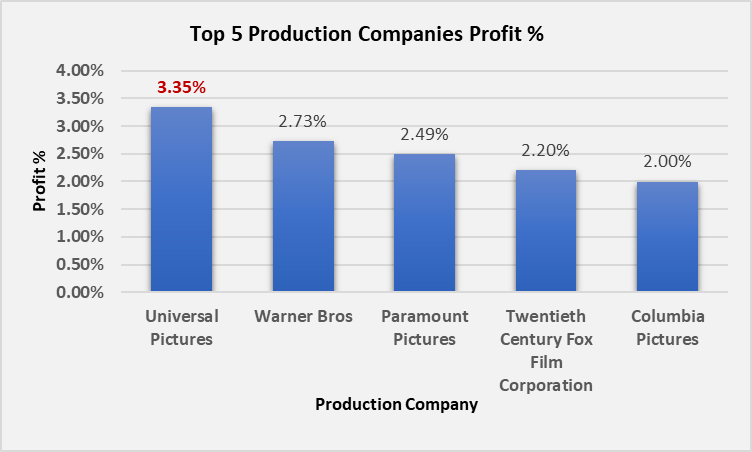 Top 5 Production Companies Profit %
Profit %
4.00%
3.50%
3.00%
2.50%
2.00%
1.50%
1.00%
0.50%
0.00%
3.35%
2.73%
2.49%
2.20%
2.00%
Universal
Pictures
Warner Bros
Paramount
Pictures
Twentieth
Century Fox
Film
Corporation
Columbia
Pictures
Production Company